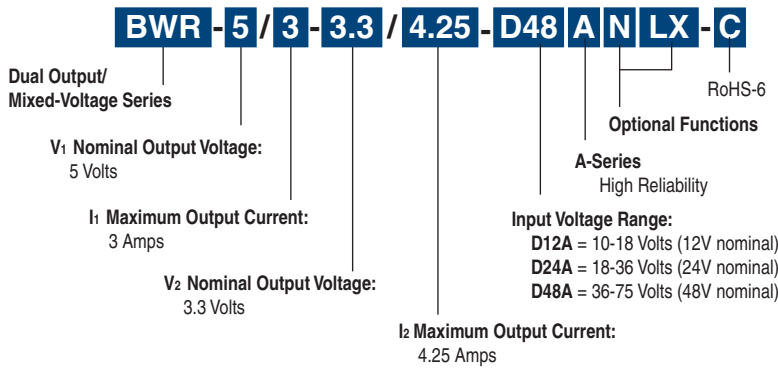 BWR - 5 / 3 - 3.3 / 4.25 - D48 A N LX - C
Dual Output/
Mixed-Voltage Series
RoHS-6
Optional Functions
V1 Nominal Output Voltage:
5 Volts
A-Series
High Reliability
I1 Maximum Output Current:
3 Amps
Input Voltage Range:
D12A = 10-18 Volts (12V nominal)
D24A = 18-36 Volts (24V nominal)
D48A = 36-75 Volts (48V nominal)
V2 Nominal Output Voltage:
3.3 Volts
I2 Maximum Output Current:
4.25 Amps